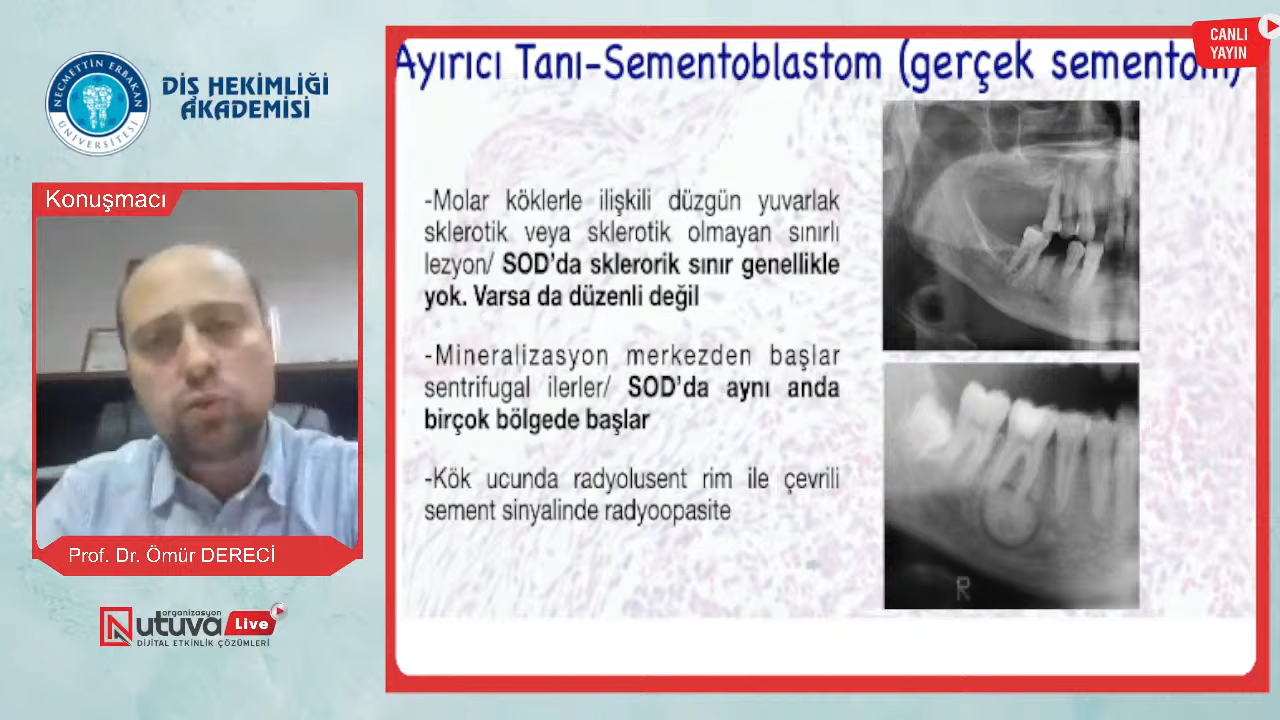 CANLI
YAYIN
NECMETTİN ERBAKAN
ÜNİVERSİTESİ
DİŞ HEKİMLİĞİ
AKADEMİSİ
Konuşmacı
Prof. Dr. Ömür DERECİ
organizasyon
Nutuva Live
DİJİTAL ETKİNLİK ÇÖZÜMLERİ
Ayırıcı Tanı-Sementoblastom (gerçek sementom)
-Molar köklerle ilişkili düzgün yuvarlak
sklerotik veya sklerotik olmayan sınırlı
lezyon/ SOD'da sklerorik sınır genellikle
yok. Varsa da düzenli değil
-Mineralizasyon merkezden başlar
sentrifugal ilerler/ SOD'da aynı anda
birçok bölgede başlar
-Kök ucunda radyolusent rim ile çevrili
sement sinyalinde radyoopasite
R